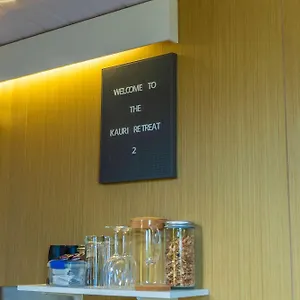 WELCOME TO
THE
KAURI RETREAT
2